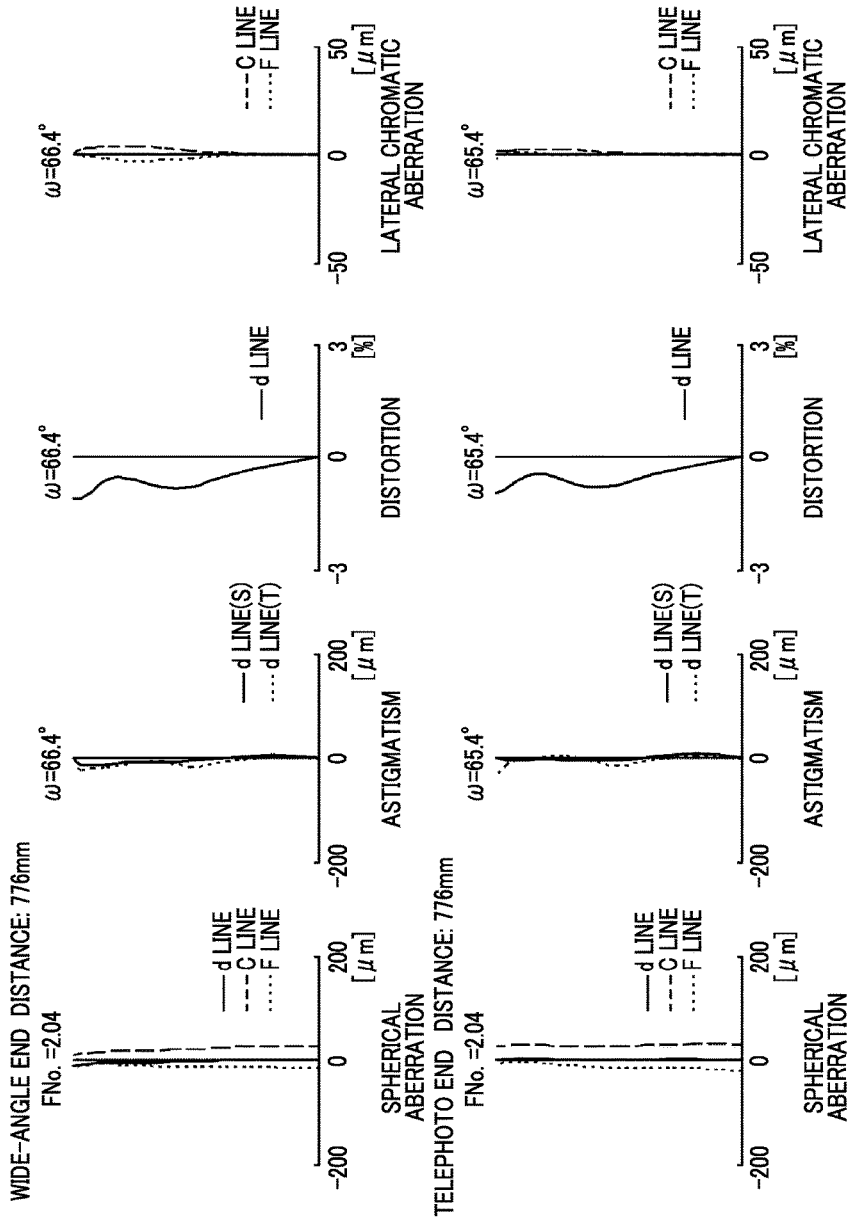 WIDE-ANGLE END DISTANCE: 776mm
FNo. =2.04
d LINE
C LINE
F LINE
-200
0
200
[μm]
SPHERICAL
ABERRATION
ω=66.4°
d LINE(S)
d LINE(T)
-200
0
200
[μm]
ASTIGMATISM
ω=66.4°
d LINE
-3
0
3
[%]
DISTORTION
ω=66.4°
C LINE
F LINE
-50
0
50
[μm]
LATERAL CHROMATIC
ABERRATION
TELEPHOTO END DISTANCE: 776mm
FNo. =2.04
d LINE
C LINE
F LINE
-200
0
200
[μm]
SPHERICAL
ABERRATION
ω=65.4°
d LINE(S)
d LINE(T)
-200
0
200
[μm]
ASTIGMATISM
ω=65.4°
d LINE
-3
0
3
[%]
DISTORTION
ω=65.4°
C LINE
F LINE
-50
0
50
[μm]
LATERAL CHROMATIC
ABERRATION